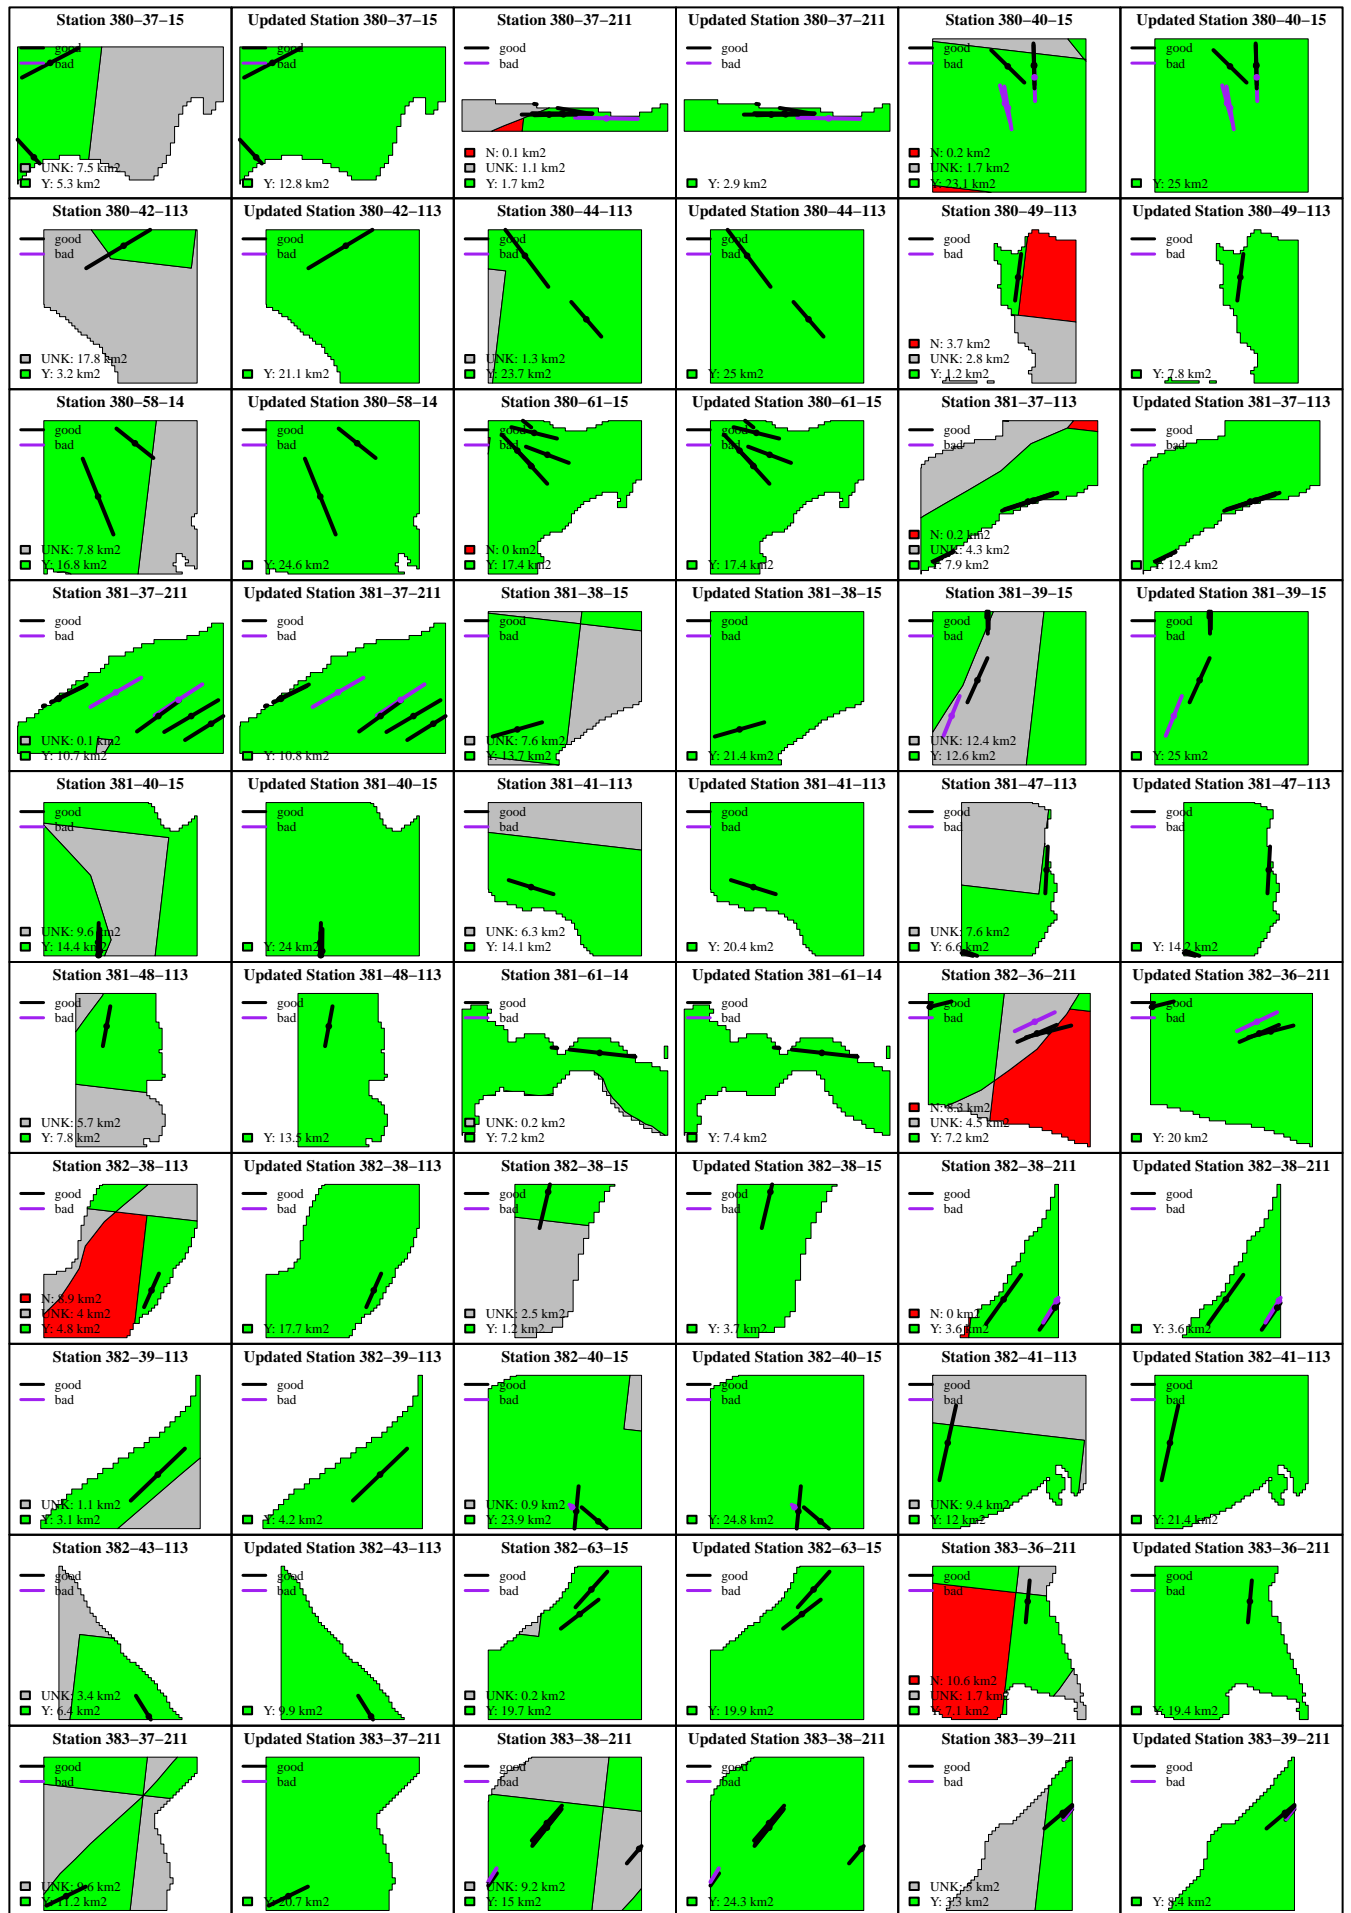 Station 380–37–15
good
bad
UNK: 7.5 km2
Y: 5.3 km2
Updated Station 380–37–15
good
bad
Y: 12.8 km2
Station 380–37–211
good
bad
N: 0.1 km2
UNK: 1.1 km2
Y: 1.7 km2
Updated Station 380–37–211
good
bad
Y: 2.9 km2
Station 380–40–15
good
bad
N: 0.2 km2
UNK: 1.7 km2
Y: 23.1 km2
Updated Station 380–40–15
good
bad
Y: 25 km2
Station 380–42–113
good
bad
UNK: 17.8 km2
Y: 3.2 km2
Updated Station 380–42–113
good
bad
Y: 21.1 km2
Station 380–44–113
good
bad
UNK: 1.3 km2
Y: 23.7 km2
Updated Station 380–44–113
good
bad
Y: 25 km2
Station 380–49–113
good
bad
N: 3.7 km2
UNK: 2.8 km2
Y: 1.2 km2
Updated Station 380–49–113
good
bad
Y: 7.8 km2
Station 380–58–14
good
bad
UNK: 7.8 km2
Y: 16.8 km2
Updated Station 380–58–14
good
bad
Y: 24.6 km2
Station 380–61–15
good
bad
N: 0 km2
Y: 17.4 km2
Updated Station 380–61–15
good
bad
Y: 17.4 km2
Station 381–37–113
good
bad
N: 0.2 km2
UNK: 4.3 km2
Y: 7.9 km2
Updated Station 381–37–113
good
bad
Y: 12.4 km2
Station 381–37–211
good
bad
UNK: 0.1 km2
Y: 10.7 km2
Updated Station 381–37–211
good
bad
Y: 10.8 km2
Station 381–38–15
good
bad
UNK: 7.6 km2
Y: 13.7 km2
Updated Station 381–38–15
good
bad
Y: 21.4 km2
Station 381–39–15
good
bad
UNK: 12.4 km2
Y: 12.6 km2
Updated Station 381–39–15
good
bad
Y: 25 km2
Station 381–40–15
good
bad
UNK: 9.6 km2
Y: 14.4 km2
Updated Station 381–40–15
good
bad
Y: 24 km2
Station 381–41–113
good
bad
UNK: 6.3 km2
Y: 14.1 km2
Updated Station 381–41–113
good
bad
Y: 20.4 km2
Station 381–47–113
good
bad
UNK: 7.6 km2
Y: 6.6 km2
Updated Station 381–47–113
good
bad
Y: 14.2 km2
Station 381–48–113
good
bad
UNK: 5.7 km2
Y: 7.8 km2
Updated Station 381–48–113
good
bad
Y: 13.5 km2
Station 381–61–14
good
bad
UNK: 0.2 km2
Y: 7.2 km2
Updated Station 381–61–14
good
bad
Y: 7.4 km2
Station 382–36–211
good
bad
N: 8.3 km2
UNK: 4.5 km2
Y: 7.2 km2
Updated Station 382–36–211
good
bad
Y: 20 km2
Station 382–38–113
good
bad
N: 8.9 km2
UNK: 4 km2
Y: 4.8 km2
Updated Station 382–38–113
good
bad
Y: 17.7 km2
Station 382–38–15
good
bad
UNK: 2.5 km2
Y: 1.2 km2
Updated Station 382–38–15
good
bad
Y: 3.7 km2
Station 382–38–211
good
bad
N: 0 km2
Y: 3.6 km2
Updated Station 382–38–211
good
bad
Y: 3.6 km2
Station 382–39–113
good
bad
UNK: 1.1 km2
Y: 3.1 km2
Updated Station 382–39–113
good
bad
Y: 4.2 km2
Station 382–40–15
good
bad
UNK: 0.9 km2
Y: 23.9 km2
Updated Station 382–40–15
good
bad
Y: 24.8 km2
Station 382–41–113
good
bad
UNK: 9.4 km2
Y: 12 km2
Updated Station 382–41–113
good
bad
Y: 21.4 km2
Station 382–43–113
good
bad
UNK: 3.4 km2
Y: 6.4 km2
Updated Station 382–43–113
good
bad
Y: 9.9 km2
Station 382–63–15
good
bad
UNK: 0.2 km2
Y: 19.7 km2
Updated Station 382–63–15
good
bad
Y: 19.9 km2
Station 383–36–211
good
bad
N: 10.6 km2
UNK: 1.7 km2
Y: 7.1 km2
Updated Station 383–36–211
good
bad
Y: 19.4 km2
Station 383–37–211
good
bad
UNK: 9.6 km2
Y: 11.2 km2
Updated Station 383–37–211
good
bad
Y: 20.7 km2
Station 383–38–211
good
bad
UNK: 9.2 km2
Y: 15 km2
Updated Station 383–38–211
good
bad
Y: 24.3 km2
Station 383–39–211
good
bad
UNK: 5 km2
Y: 3.3 km2
Updated Station 383–39–211
good
bad
Y: 8.4 km2